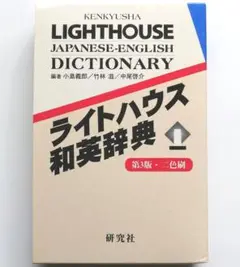 KENKYUSHA
LIGHTHOUSE
JAPANESE-ENGLISH
DICTIONARY
編者 小島義郎/竹林 滋/中尾啓介
ライトハウス
和英辞典
第3版・二色刷
研究社